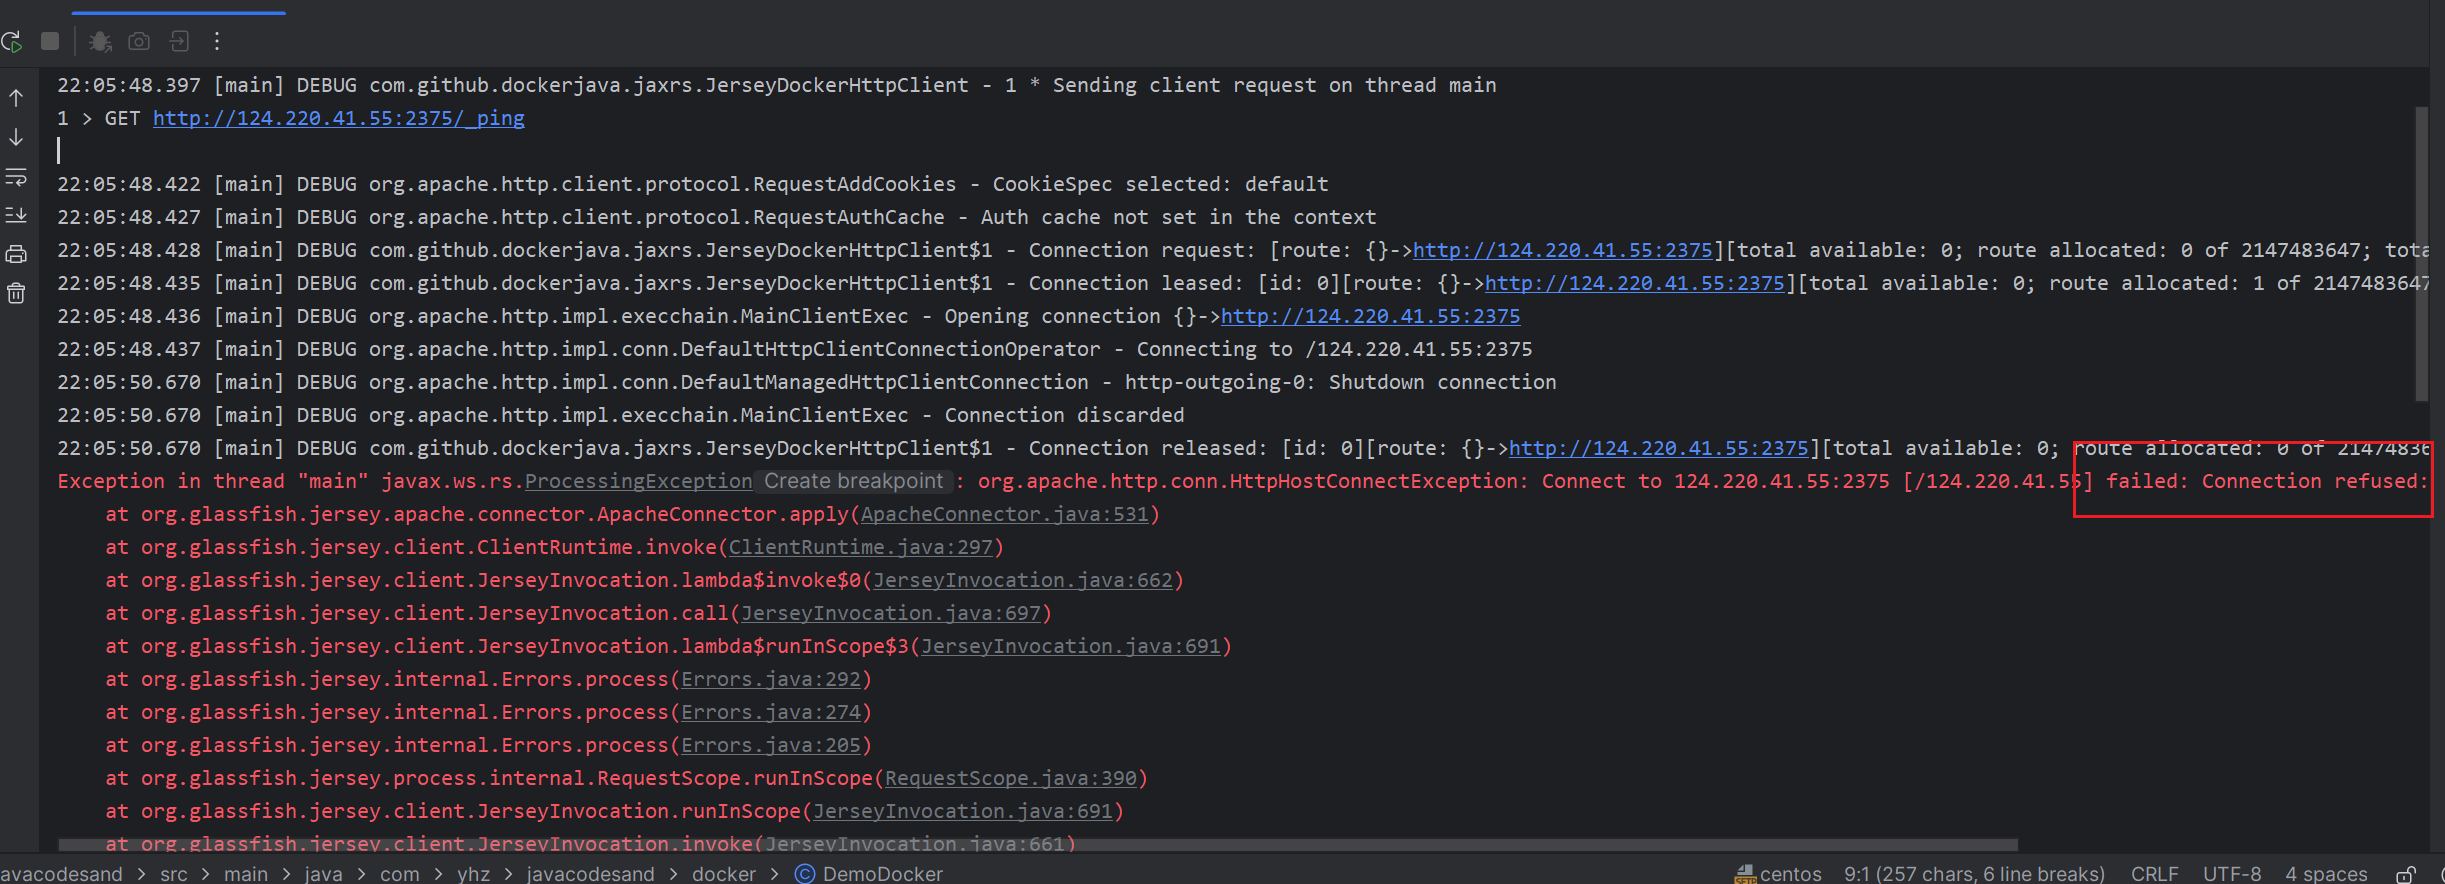 22:05:48.397 [main] DEBUG com.github.dockerjava.jaxrs.JerseyDockerHttpClient - 1 * Sending client request on thread main
1 > GET http://124.220.41.55:2375/_ping
22:05:48.422 [main] DEBUG org.apache.http.client.protocol.RequestAddCookies - CookieSpec selected: default
22:05:48.427 [main] DEBUG org.apache.http.client.protocol.RequestAuthCache - Auth cache not set in the context
22:05:48.428 [main] DEBUG com.github.dockerjava.jaxrs.JerseyDockerHttpClient$1 - Connection request: [route: {}->http://124.220.41.55:2375][total available: 0; route allocated: 0 of 2147483647; tota
22:05:48.435 [main] DEBUG com.github.dockerjava.jaxrs.JerseyDockerHttpClient$1 - Connection leased: [id: 0][route: {}->http://124.220.41.55:2375][total available: 0; route allocated: 1 of 2147483647
22:05:48.436 [main] DEBUG org.apache.http.impl.execchain.MainClientExec - Opening connection {}->http://124.220.41.55:2375
22:05:48.437 [main] DEBUG org.apache.http.impl.conn.DefaultHttpClientConnectionOperator - Connecting to /124.220.41.55:2375
22:05:50.670 [main] DEBUG org.apache.http.impl.conn.DefaultManagedHttpClientConnection - http-outgoing-0: Shutdown connection
22:05:50.670 [main] DEBUG org.apache.http.impl.execchain.MainClientExec - Connection discarded
22:05:50.670 [main] DEBUG com.github.dockerjava.jaxrs.JerseyDockerHttpClient$1 - Connection released: [id: 0][route: {}->http://124.220.41.55:2375][total available: 0; route allocated: 0 of 21474836
Exception in thread "main" javax.ws.rs.ProcessingException Create breakpoint : org.apache.http.conn.HttpHostConnectException: Connect to 124.220.41.55:2375 [/124.220.41.55] failed: Connection refused:
at org.glassfish.jersey.apache.connector.ApacheConnector.apply(ApacheConnector.java:531)
at org.glassfish.jersey.client.ClientRuntime.invoke(ClientRuntime.java:297)
at org.glassfish.jersey.client.JerseyInvocation.lambda$invoke$0(JerseyInvocation.java:662)
at org.glassfish.jersey.client.JerseyInvocation.call(JerseyInvocation.java:697)
at org.glassfish.jersey.client.JerseyInvocation.lambda$runInScope$3(JerseyInvocation.java:691)
at org.glassfish.jersey.internal.Errors.process(Errors.java:292)
at org.glassfish.jersey.internal.Errors.process(Errors.java:274)
at org.glassfish.jersey.internal.Errors.process(Errors.java:205)
at org.glassfish.jersey.process.internal.RequestScope.runInScope(RequestScope.java:390)
at org.glassfish.jersey.client.JerseyInvocation.runInScope(JerseyInvocation.java:691)
at org.glassfish.jersey.client.JerseyInvocation.invoke(JerseyInvocation.java:661)
avacodesand > src > main > java > com > yhz > javacodesand > docker > DemoDocker SFTP centos 9:1 (257 chars, 6 line breaks) CRLF UTF-8 4 spaces